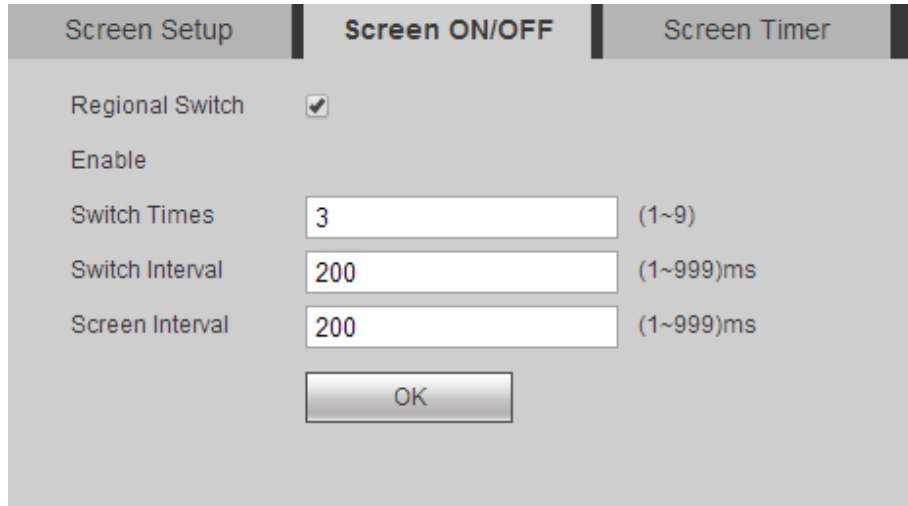 Screen Setup Screen ON/OFF Screen Timer
Regional Switch
Enable
Switch Times 3 (1~9)
Switch Interval 200 (1~999)ms
Screen Interval 200 (1~999)ms
OK